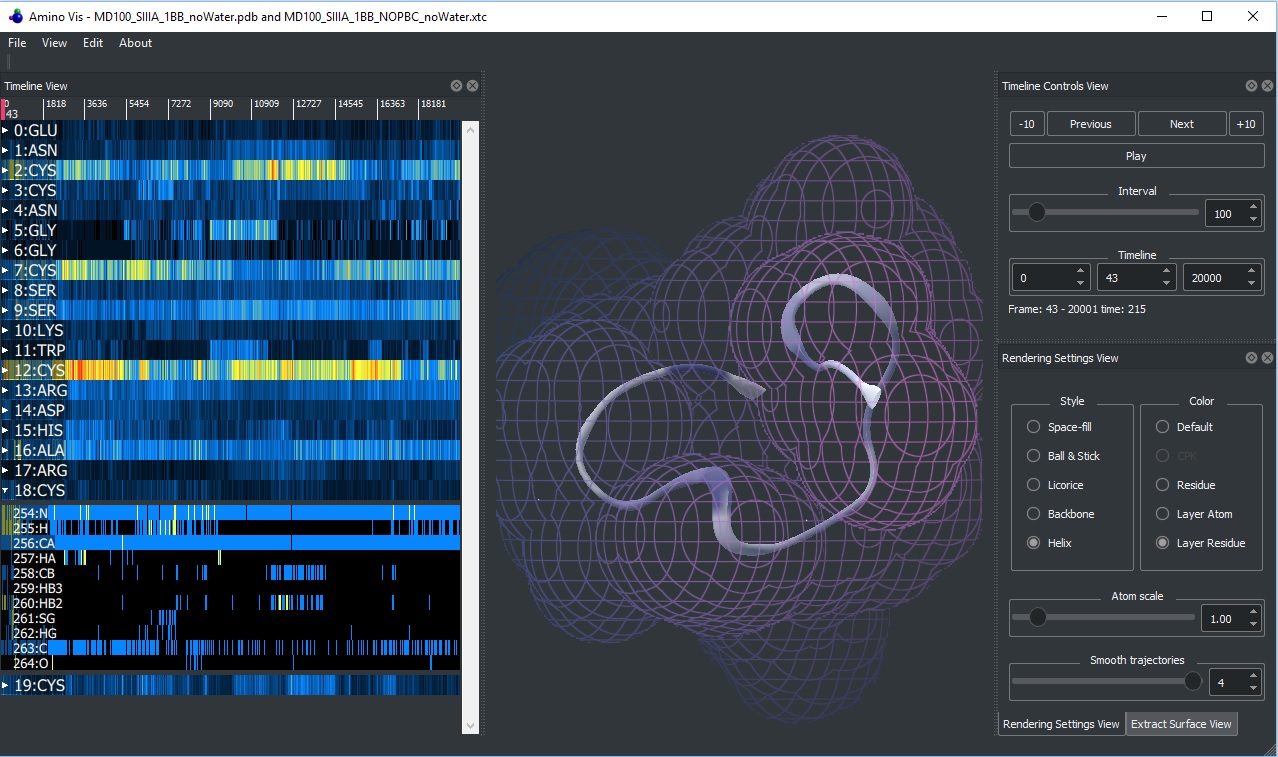 Amino Vis - MD100_SIIIA_1BB_noWater.pdb and MD100_SIIIA_1BB_NOPBC_noWater.xtc
File View Edit About
Timeline View
1818 3636 5454 7272 9090 10909 12727 14545 16363 18181
43
0:GLU
1:ASN
2:CYS
3:CYS
4:ASN
5:GLY
6:GLY
7:CYS
8:SER
9:SER
10:LYS
11:TRP
12:CYS
13:ARG
14:ASP
15:HIS
16:ALA
17:ARG
18:CYS
254:N
255:H
256:CA
257:HA
258:CB
259:HB3
260:HB2
261:SG
262:HG
263:C
264:O
19:CYS
Timeline Controls View
-10 Previous Next +10
Play
Interval
100
Timeline
0 43 20000
Frame: 43 - 20001 time: 215
Rendering Settings View
Style
Space-fill
Ball & Stick
Licorice
Backbone
Helix
Color
Default
CPK
Residue
Layer Atom
Layer Residue
Atom scale
1.00
Smooth trajectories
4
Rendering Settings View Extract Surface View